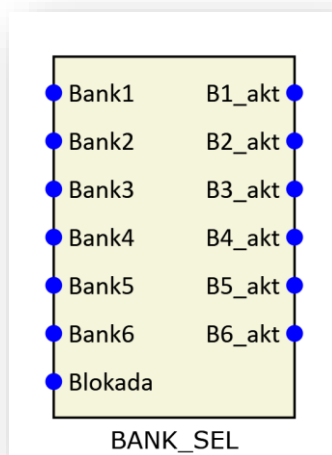 Bank1 B1_akt
Bank2 B2_akt
Bank3 B3_akt
Bank4 B4_akt
Bank5 B5_akt
Bank6 B6_akt
Blokada
BANK_SEL